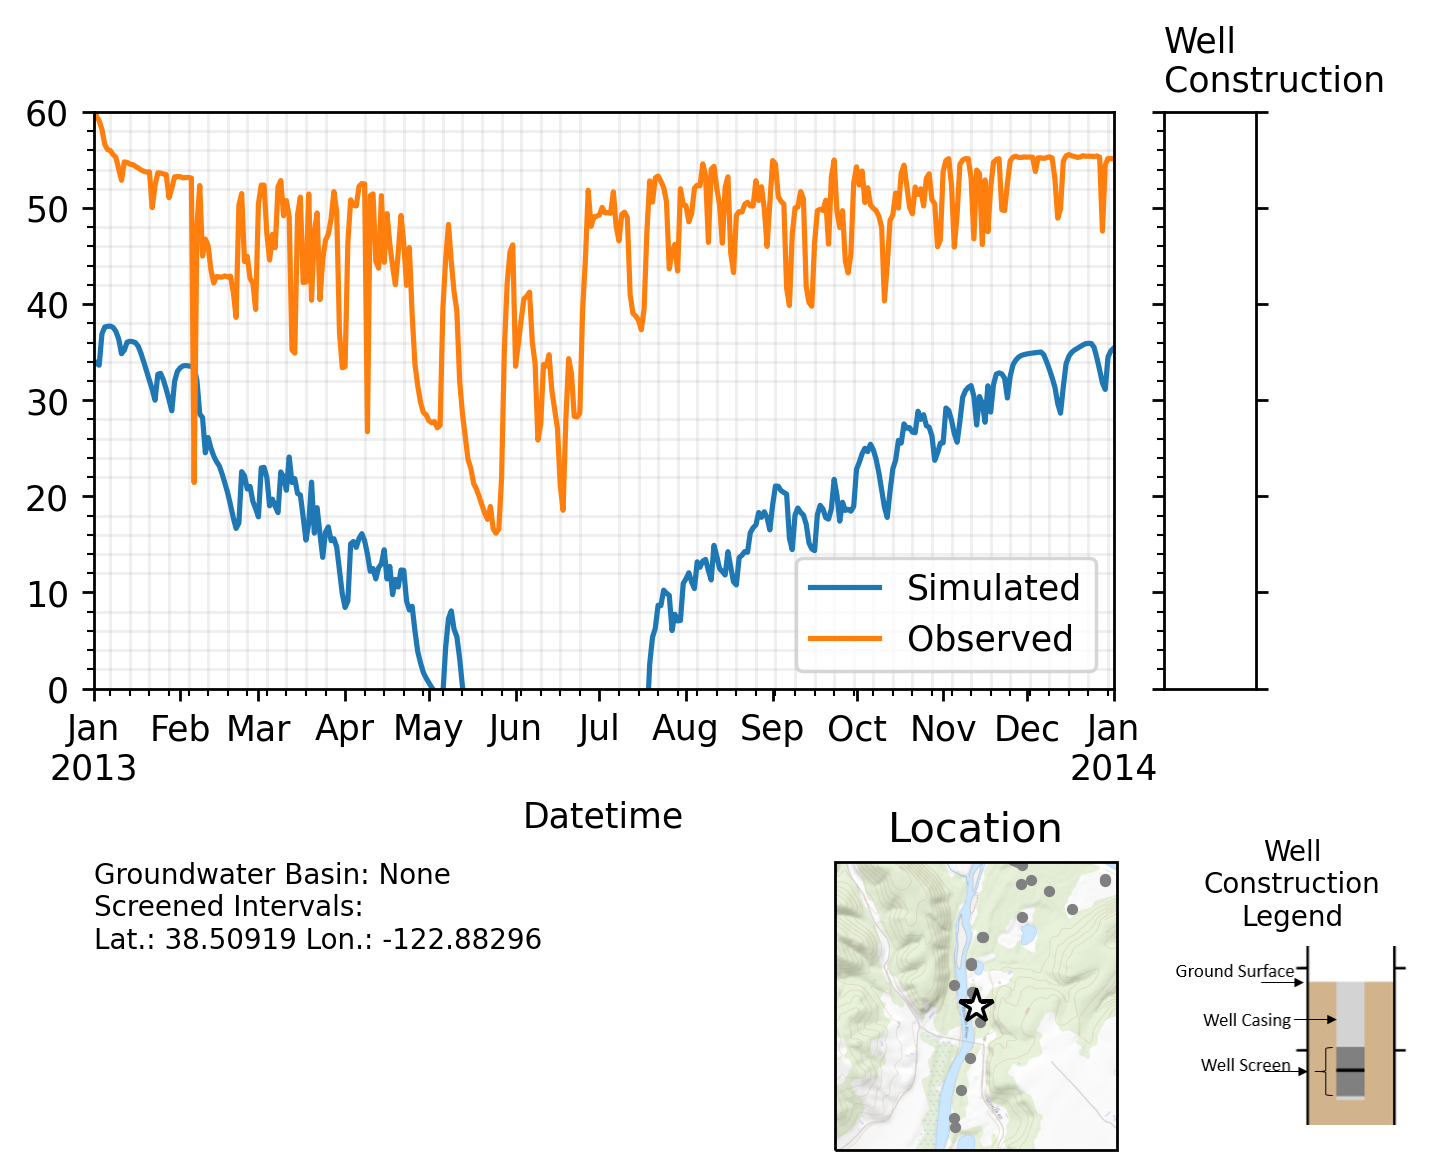 Well
Construction
60
50
40
30
20
10
0
Simulated
Observed
Jan Feb Mar Apr May Jun Jul Aug Sep Oct Nov Dec Jan
2013 2014
Datetime
Groundwater Basin: None
Screened Intervals:
Lat.: 38.50919 Lon.: -122.88296
Location
Well
Construction
Legend
Ground Surface
Well Casing
Well Screen